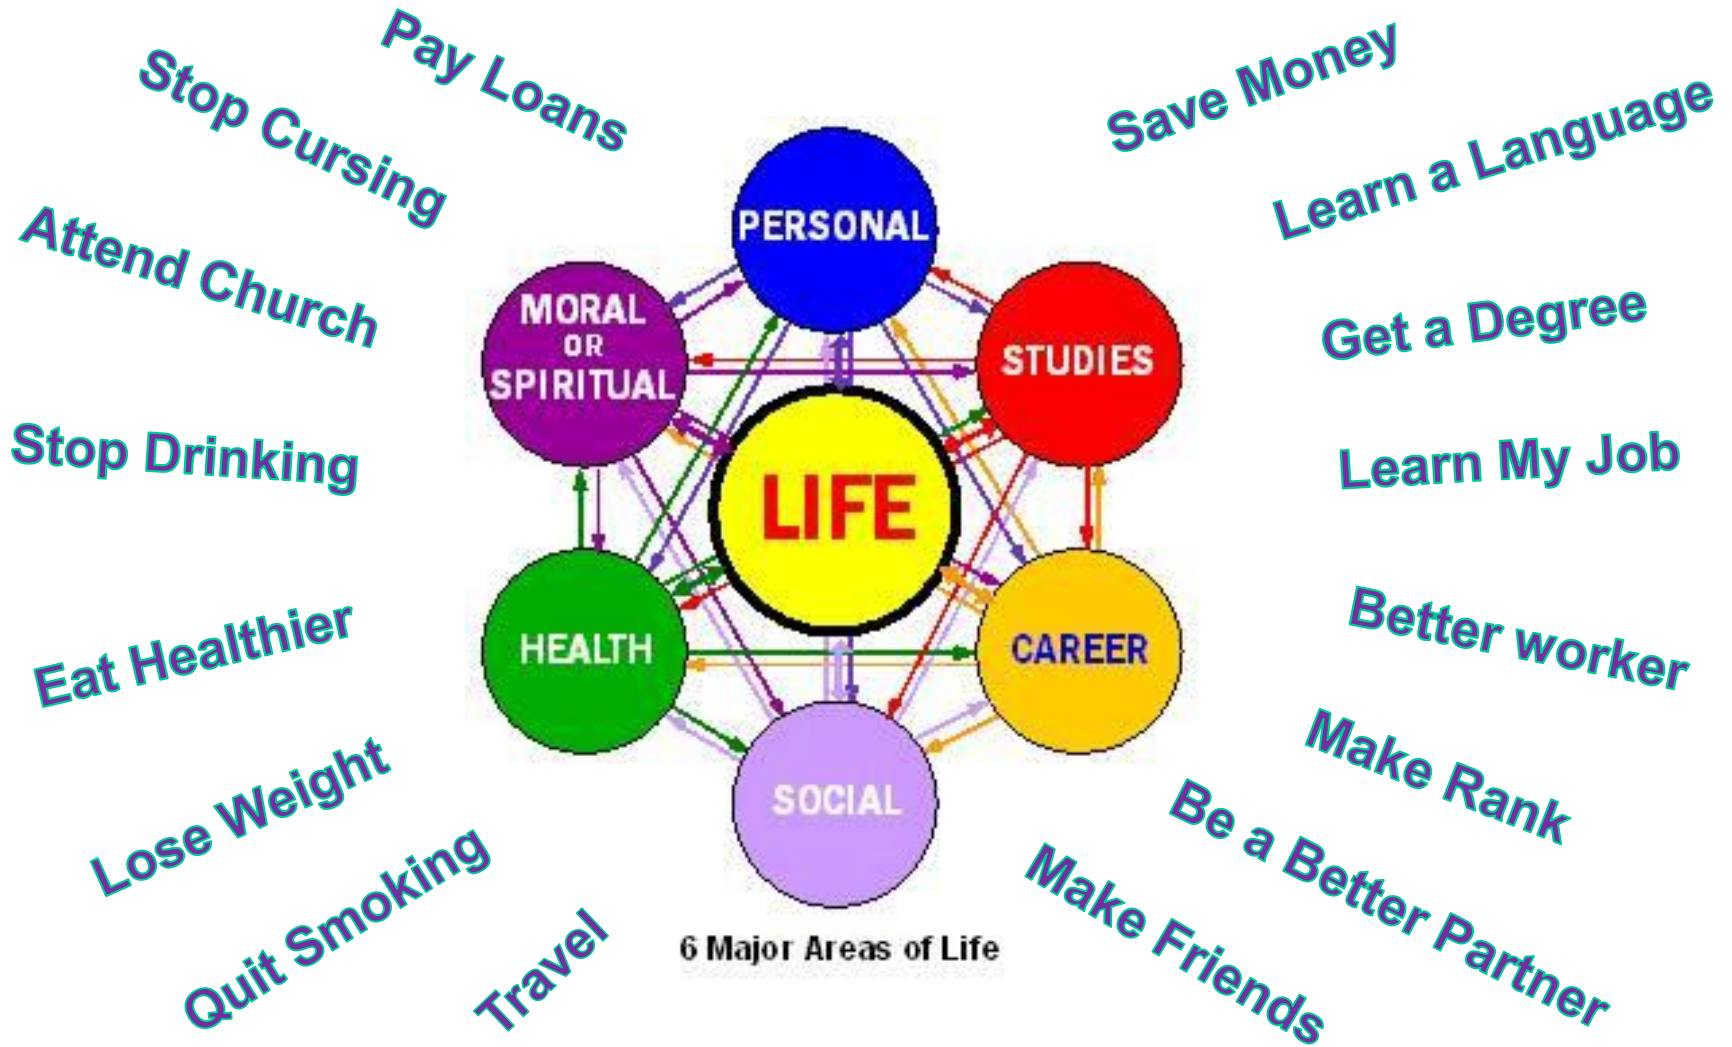 Pay Loans
Save Money
Stop Cursing
Learn a Language
Attend Church
Get a Degree
PERSONAL
MORAL
OR
SPIRITUAL
STUDIES
Stop Drinking
Learn My Job
LIFE
Eat Healthier
Better worker
HEALTH
CAREER
Lose Weight
Make Rank
SOCIAL
Quit Smoking
Be a Better Partner
Travel
Make Friends
6 Major Areas of Life